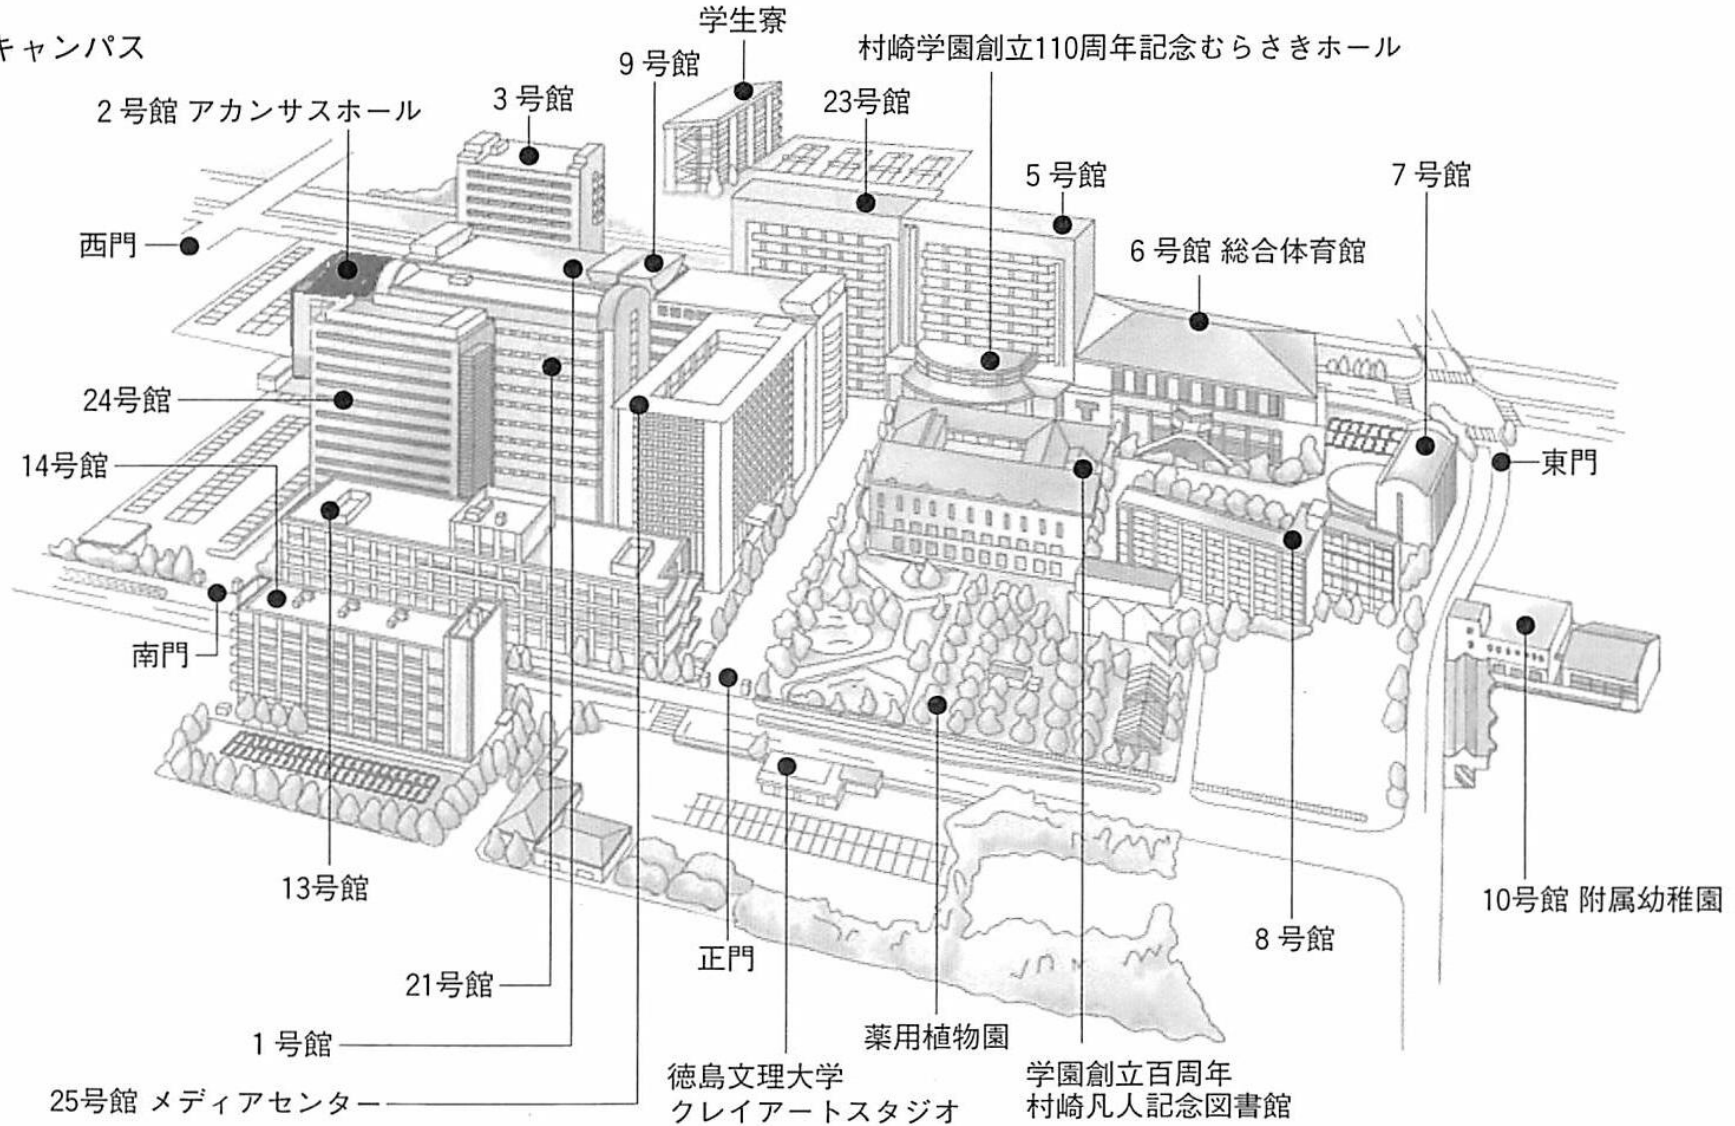 キャンパス
学生寮
村崎学園創立110周年記念むらさきホール
9号館
3号館
23号館
2号館 アカンサスホール
5号館
7号館
西門
6号館 総合体育館
24号館
14号館
東門
南門
13号館
10号館 附属幼稚園
8号館
正門
21号館
薬用植物園
1号館
徳島文理大学
クレイアートスタジオ
学園創立百周年
村崎凡人記念図書館
25号館 メディアセンター